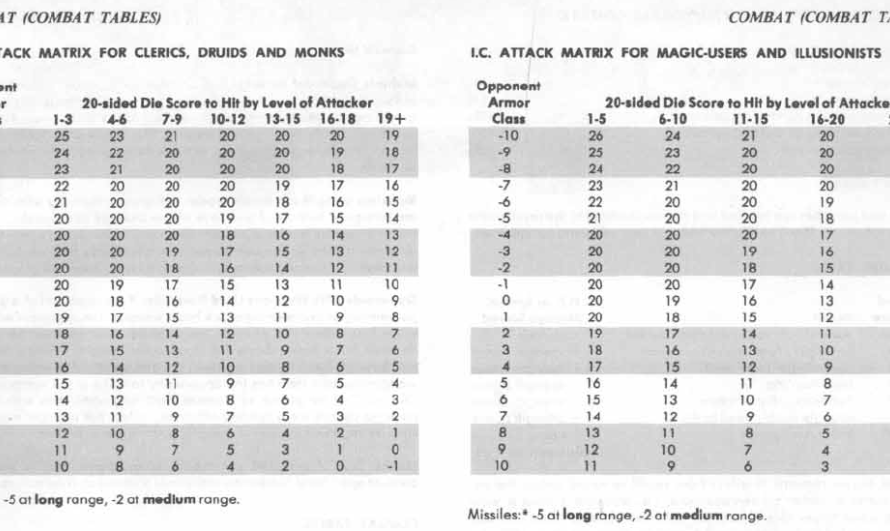 AT (COMBAT TABLES)
TACK MATRIX FOR CLERICS, DRUIDS AND MONKS
ent
r 20-sided Die Score to Hit by Level of Attacker
s 1-3 4-6 7-9 10-12 13-15 16-18 19+
25 23 21 20 20 20 19
24 22 20 20 20 19 18
23 21 20 20 20 18 17
22 20 20 20 19 17 16
21 20 20 20 18 16 15
20 20 20 19 17 15 14
20 20 20 18 16 14 13
20 20 19 17 15 13 12
20 20 18 16 14 12 11
20 19 17 15 13 11 10
20 18 16 14 12 10 9
19 17 15 13 11 9 8
18 16 14 12 10 8 7
17 15 13 11 9 7 6
16 14 12 10 8 6 5
15 13 11 9 7 5 4
14 12 10 8 6 4 3
13 11 9 7 5 3 2
12 10 8 6 4 2 1
11 9 7 5 3 1 0
10 8 6 4 2 0 -1
-5 at long range, -2 at medium range.
COMBAT (COMBAT TA
I.C. ATTACK MATRIX FOR MAGIC-USERS AND ILLUSIONISTS
Opponent
Armor 20-sided Die Score to Hit by Level of Attacke
Class 1-5 6-10 11-15 16-20
-10 26 24 21 20
-9 25 23 20 20
-8 24 22 20 20
-7 23 21 20 20
-6 22 20 20 19
-5 21 20 20 18
-4 20 20 20 17
-3 20 20 19 16
-2 20 20 18 15
-1 20 20 17 14
0 20 19 16 13
20 18 15 12
2 19 17 14 11
3 18 16 13 10
4 17 15 12 9
5 16 14 11 8
6 15 13 10 7
7 14 12 9 6
8 13 11 8 5
9 12 10 7 4
10 11 9 6 3
Missiles:* -5 at long range, -2 at medium range.